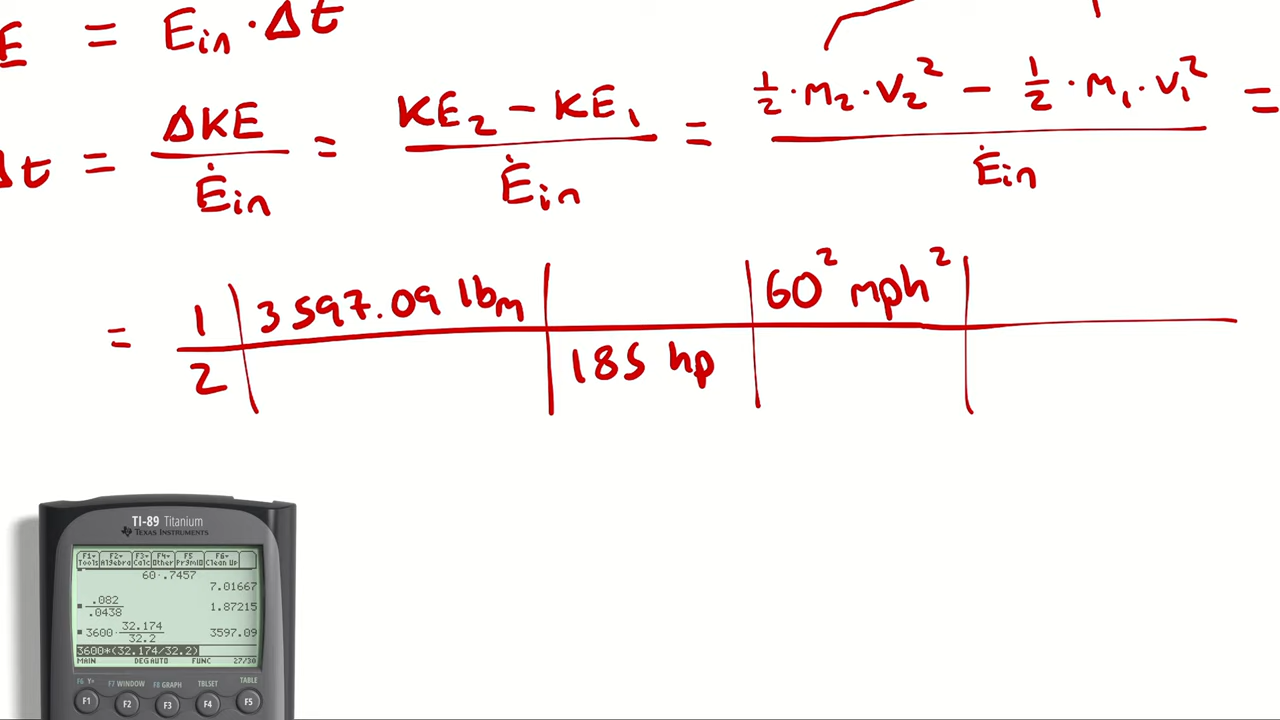 E = Ein · Δt
Δt = ΔKE / Ėin = KE₂ − KE₁ / Ėin = ½ · m₂ · v₂² − ½ · m₁ · v₁² / Ėin =
= 1 | 3597.09 lbm | | 60² mph² |
2 | | 185 hp | |
TI-89 Titanium
TEXAS INSTRUMENTS
F1▾ F2▾ F3▾ F4▾ F5 F6▾
Tools Algebra Calc Other PrgmIO Clean Up
60·.7457
7.01667
.082 / .0438 1.87215
3600·32.174 / 32.2 3597.09
3600*(32.174/32.2)
MAIN DEG AUTO FUNC 27/30
F6 Y= F7 WINDOW F8 GRAPH TBLSET TABLE
F1 F2 F3 F4 F5